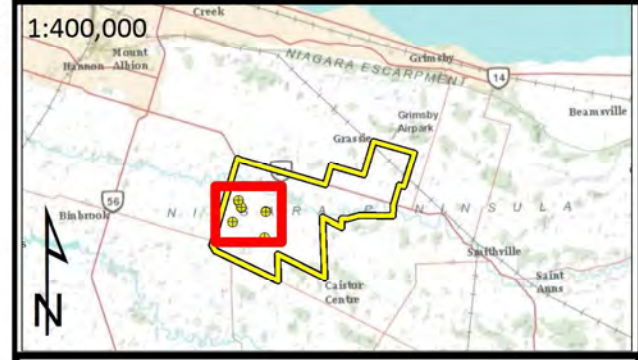 Creek
1:400,000
Mount
Albion
Hannon
NIAGARA ESCARPMENT
Grimsby
14
Beamsville
Grimsby
Airpark
Grassie
56
Binbrook
PENINSULA
Smithville
Saint
Anns
Caistor
Centre
N